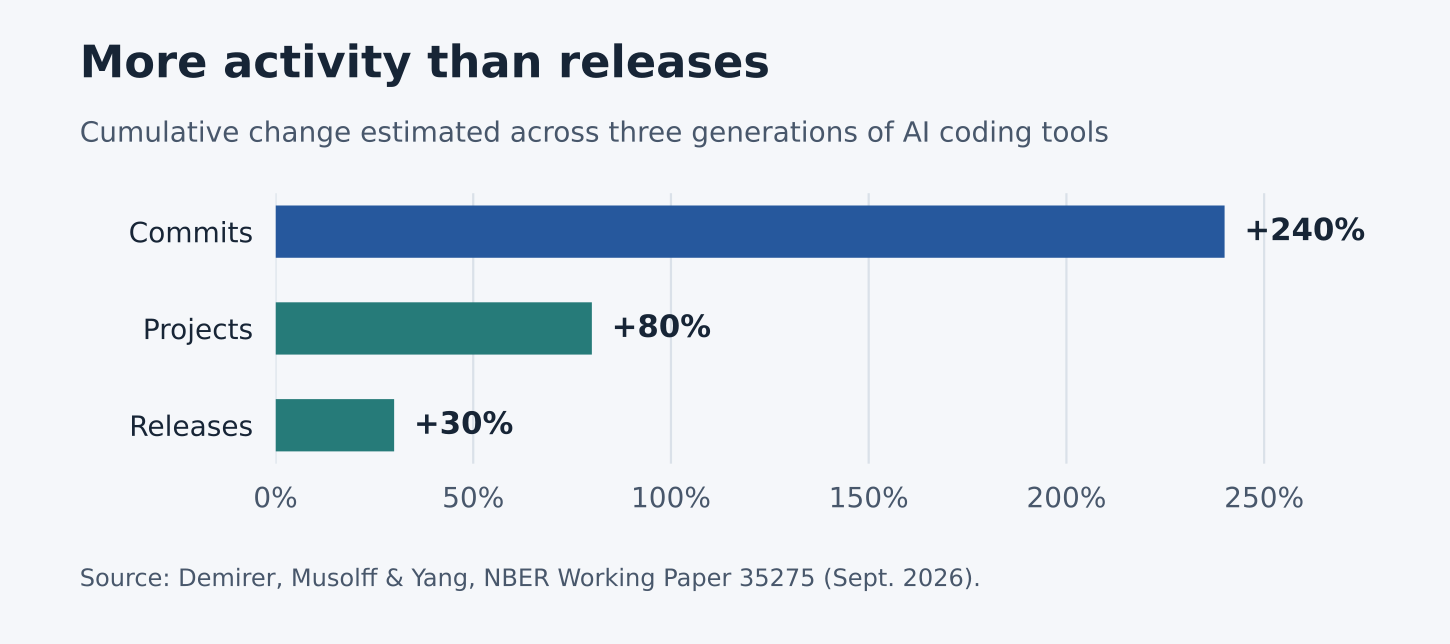 More activity than releases
Cumulative change estimated across three generations of AI coding tools
Commits +240%
Projects +80%
Releases +30%
0% 50% 100% 150% 200% 250%
Source: Demirer, Musolff & Yang, NBER Working Paper 35275 (Sept. 2026).